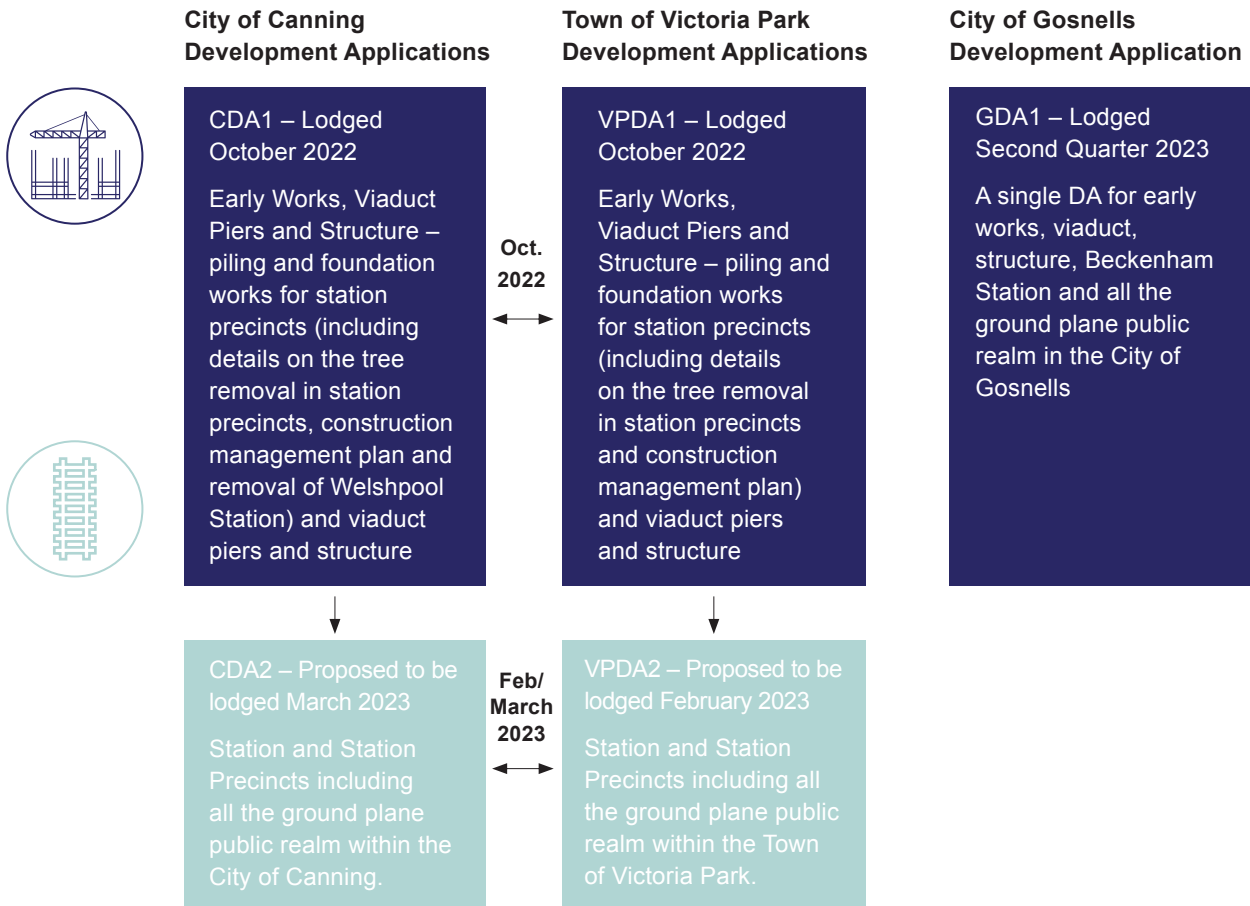 City of Canning
Development Applications
Town of Victoria Park
Development Applications
City of Gosnells
Development Application
CDA1 – Lodged
October 2022
Early Works, Viaduct
Piers and Structure –
piling and foundation
works for station
precincts (including
details on the tree
removal in station
precincts, construction
management plan and
removal of Welshpool
Station) and viaduct
piers and structure
Oct.
2022
VPDA1 – Lodged
October 2022
Early Works,
Viaduct Piers and
Structure – piling and
foundation works
for station precincts
(including details
on the tree removal
in station precincts
and construction
management plan)
and viaduct piers
and structure
GDA1 – Lodged
Second Quarter 2023
A single DA for early
works, viaduct,
structure, Beckenham
Station and all the
ground plane public
realm in the City of
Gosnells
CDA2 – Proposed to be
lodged March 2023
Station and Station
Precincts including
all the ground plane
public realm within the
City of Canning.
Feb/
March
2023
VPDA2 – Proposed to be
lodged February 2023
Station and Station
Precincts including all
the ground plane public
realm within the Town
of Victoria Park.